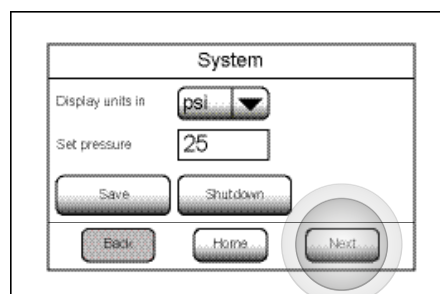 System
Display units in psi
Set pressure 25
Save Shutdown
Back Home Next